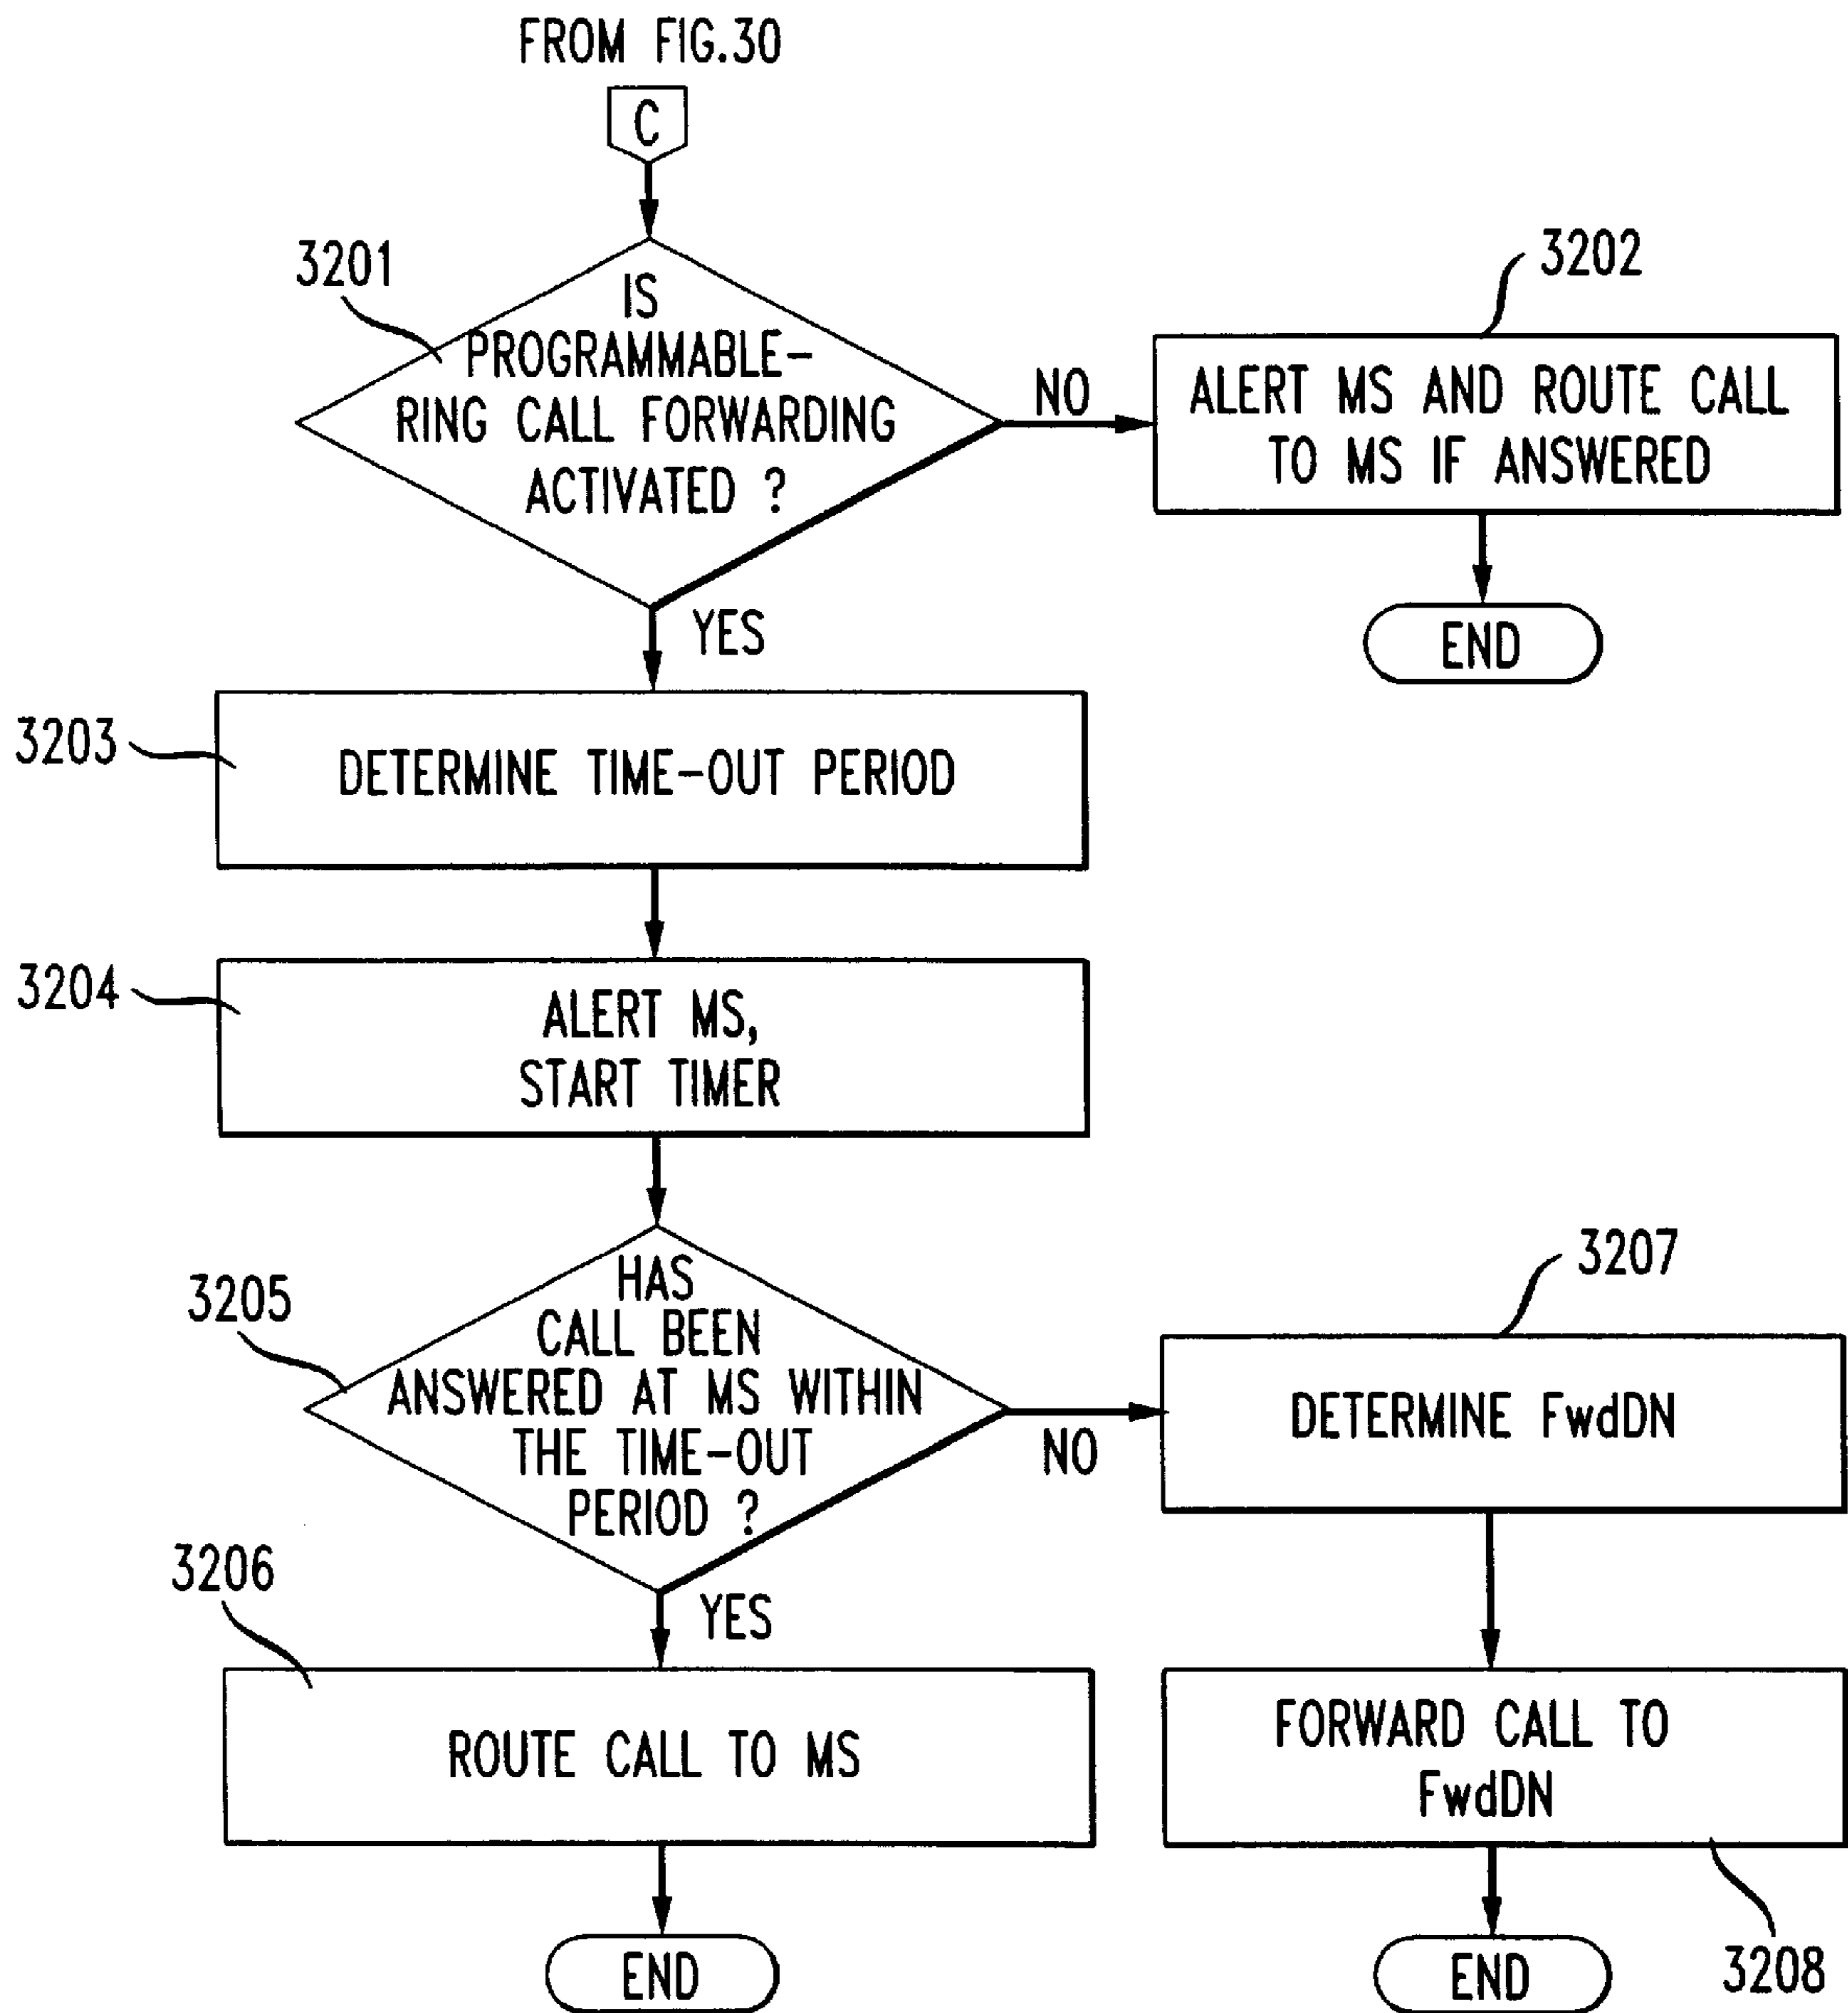 FROM FIG.30
C
3201
IS
PROGRAMMABLE-
RING CALL FORWARDING
ACTIVATED ?
NO
3202
ALERT MS AND ROUTE CALL
TO MS IF ANSWERED
END
YES
3203
DETERMINE TIME-OUT PERIOD
3204
ALERT MS,
START TIMER
3205
HAS
CALL BEEN
ANSWERED AT MS WITHIN
THE TIME-OUT
PERIOD ?
NO
3207
DETERMINE FwdDN
YES
3206
ROUTE CALL TO MS
END
FORWARD CALL TO
FwdDN
3208
END